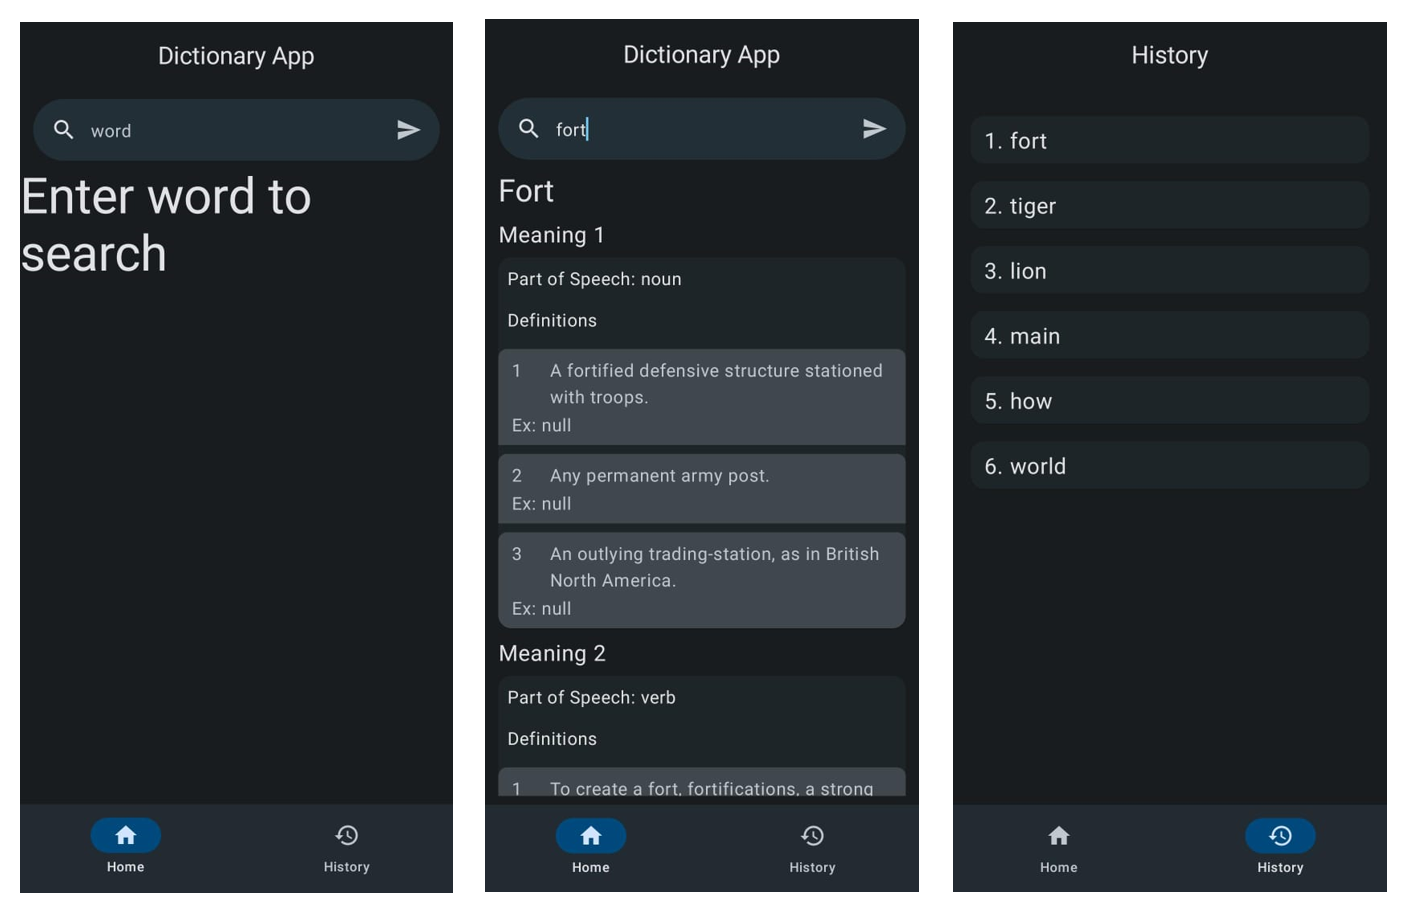 Dictionary App
word
Enter word to
search
Home
History
Dictionary App
fort
Fort
Meaning 1
Part of Speech: noun
Definitions
1 A fortified defensive structure stationed
with troops.
Ex: null
2 Any permanent army post.
Ex: null
3 An outlying trading-station, as in British
North America.
Ex: null
Meaning 2
Part of Speech: verb
Definitions
1 To create a fort, fortifications, a strong
Home
History
History
1. fort
2. tiger
3. lion
4. main
5. how
6. world
Home
History